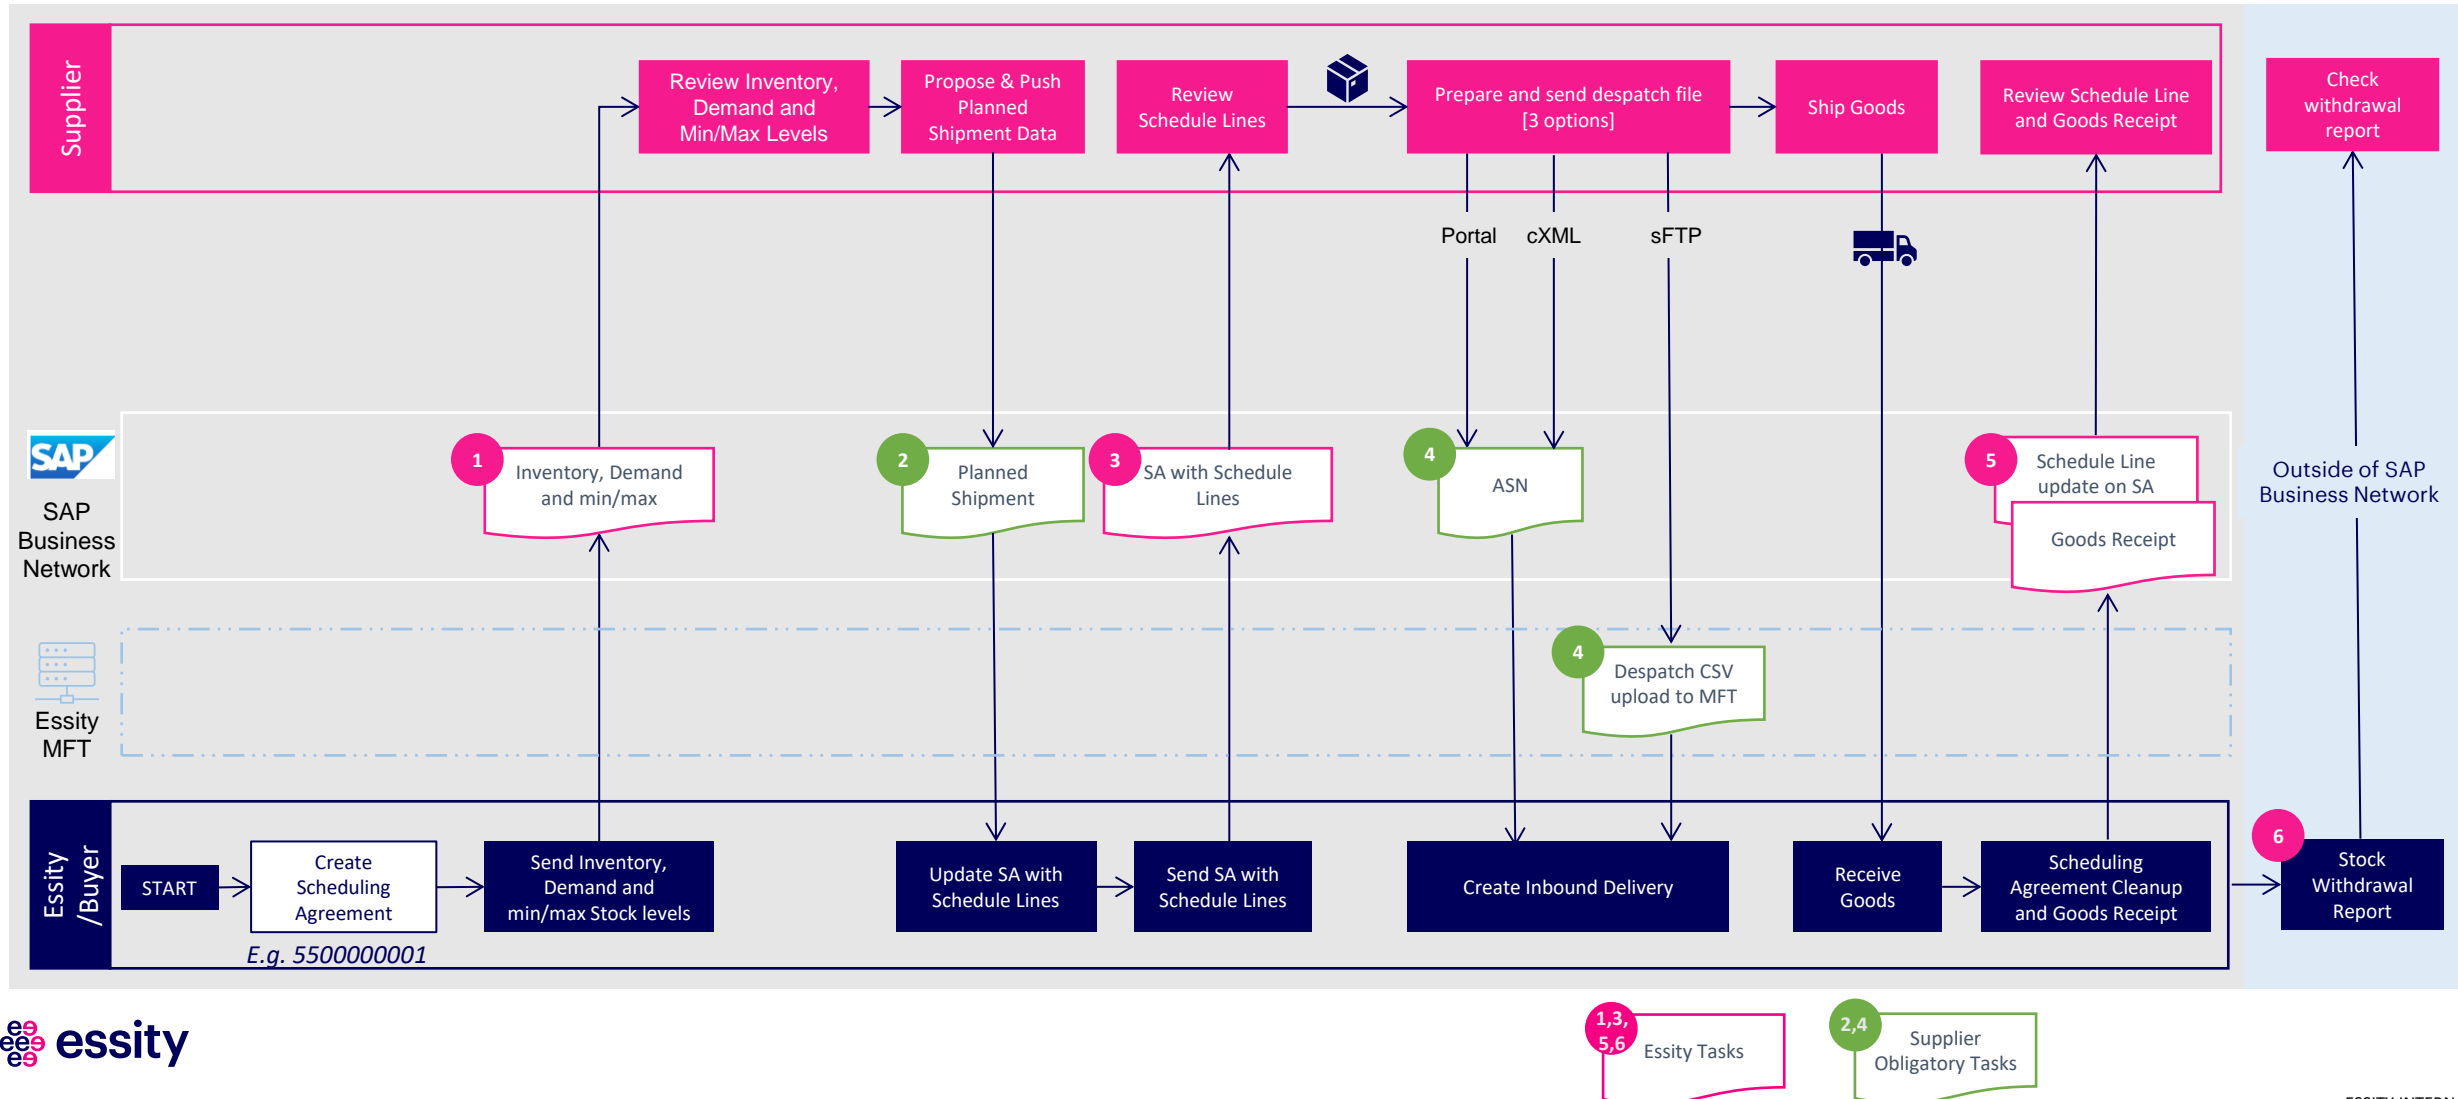 Supplier
Review Inventory,
Demand and
Min/Max Levels
Propose & Push
Planned
Shipment Data
Review
Schedule Lines
Prepare and send despatch file
[3 options]
Ship Goods
Review Schedule Line
and Goods Receipt
Check
withdrawal
report
Portal
cXML
sFTP
SAP
SAP
Business
Network
1
Inventory, Demand
and min/max
2
Planned
Shipment
3
SA with Schedule
Lines
4
ASN
5
Schedule Line
update on SA
Goods Receipt
Outside of SAP
Business Network
Essity
MFT
4
Despatch CSV
upload to MFT
Essity
/Buyer
START
Create
Scheduling
Agreement
E.g. 5500000001
Send Inventory,
Demand and
min/max Stock levels
Update SA with
Schedule Lines
Send SA with
Schedule Lines
Create Inbound Delivery
Receive
Goods
Scheduling
Agreement Cleanup
and Goods Receipt
6
Stock
Withdrawal
Report
essity
1,3,
5,6
Essity Tasks
2,4
Supplier
Obligatory Tasks